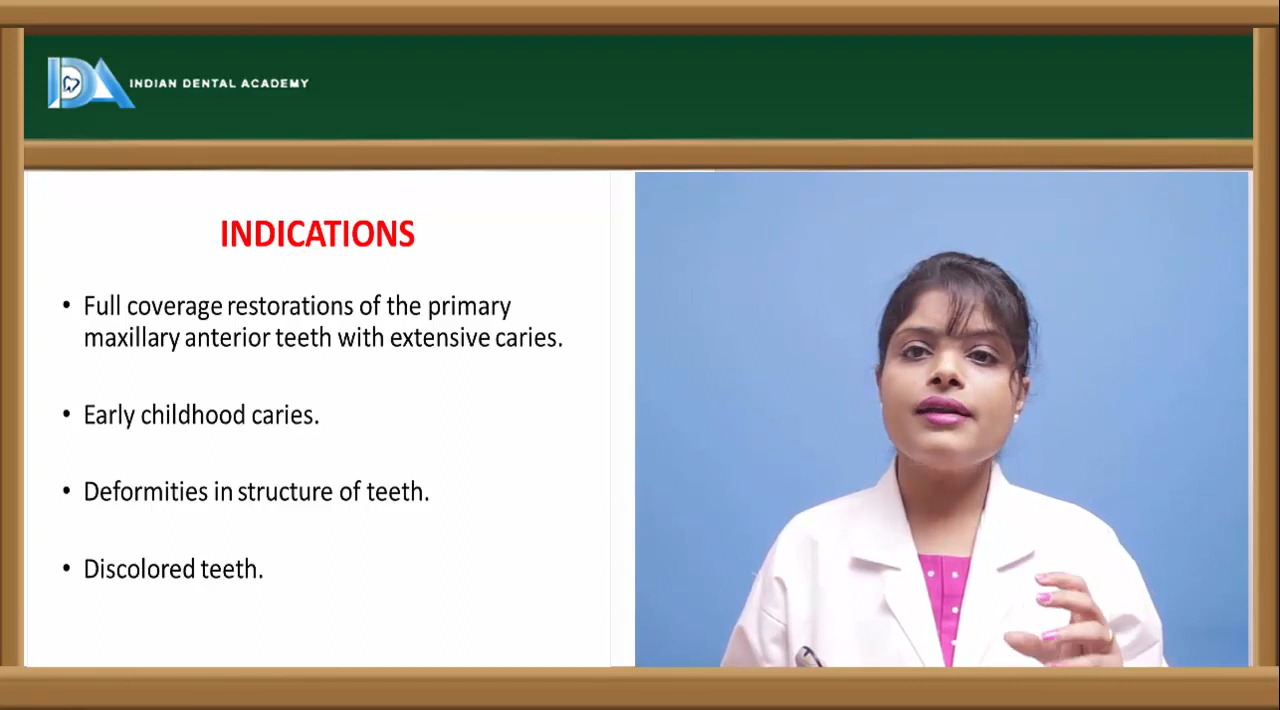 INDIAN DENTAL ACADEMY
INDICATIONS
• Full coverage restorations of the primary
maxillary anterior teeth with extensive caries.
• Early childhood caries.
• Deformities in structure of teeth.
• Discolored teeth.